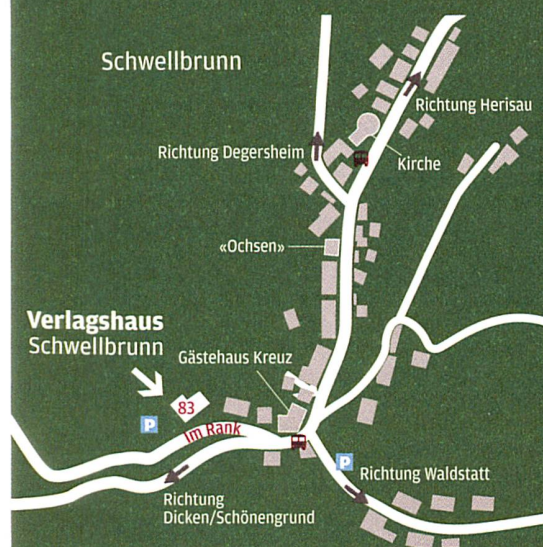 Schwellbrunn
Richtung Herisau
Richtung Degersheim
Kirche
«Ochsen»
Verlagshaus
Schwellbrunn
Gästehaus Kreuz
83
P
Im Rank
P
Richtung Waldstatt
Richtung
Dicken/Schönengrund